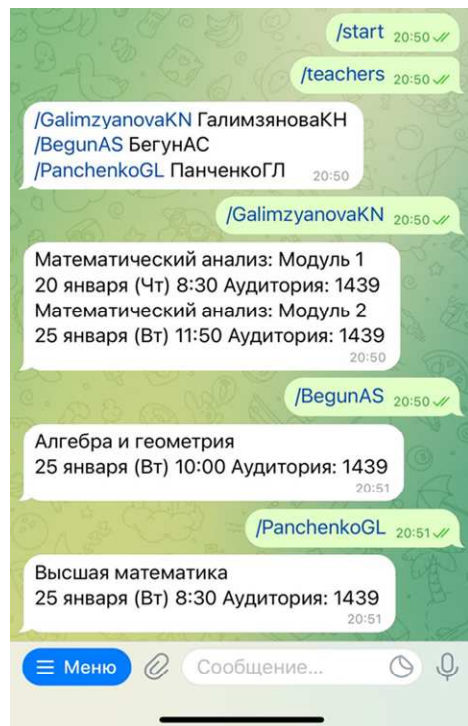 /start 20:50
/teachers 20:50
/GalimzyanovaKN ГалимзяноваКН
/BegunAS БегунАС
/PanchenkoGL ПанченкоГЛ 20:50
/GalimzyanovaKN 20:50
Математический анализ: Модуль 1
20 января (Чт) 8:30 Аудитория: 1439
Математический анализ: Модуль 2
25 января (Вт) 11:50 Аудитория: 1439
20:50
/BegunAS 20:50
Алгебра и геометрия
25 января (Вт) 10:00 Аудитория: 1439
20:51
/PanchenkoGL 20:51
Высшая математика
25 января (Вт) 8:30 Аудитория: 1439
20:51
Меню Сообщение...